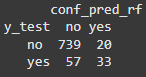 conf_pred_rf
y_test no yes
no 739 20
yes 57 33